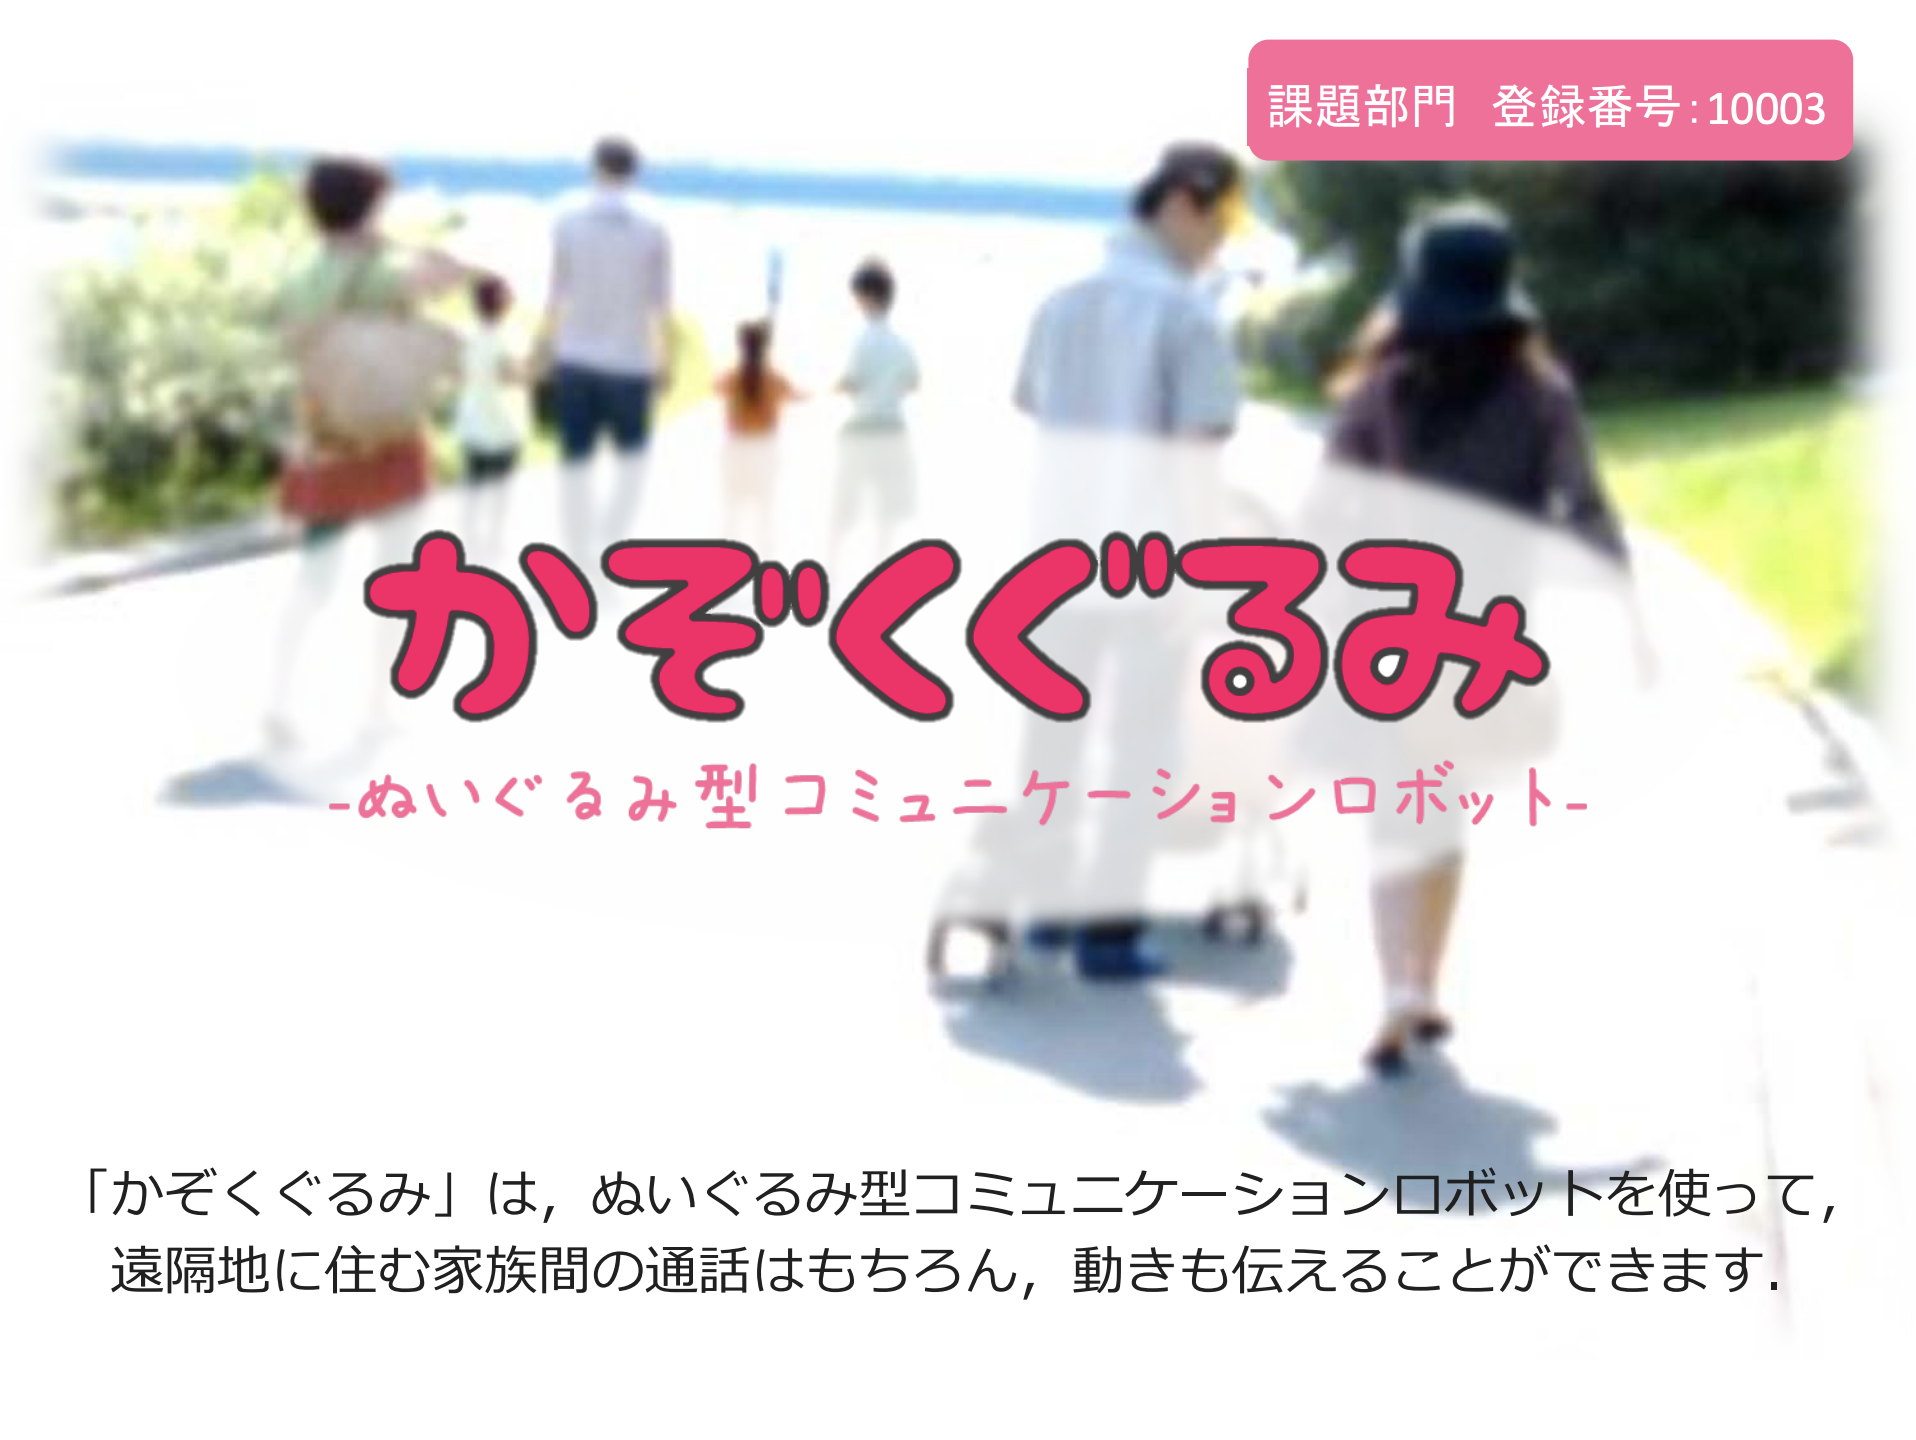 課題部門　登録番号：10003
かぞくぐるみ
-ぬいぐるみ型コミュニケーションロボット-
「かぞくぐるみ」は，ぬいぐるみ型コミュニケーションロボットを使って，
遠隔地に住む家族間の通話はもちろん，動きも伝えることができます．